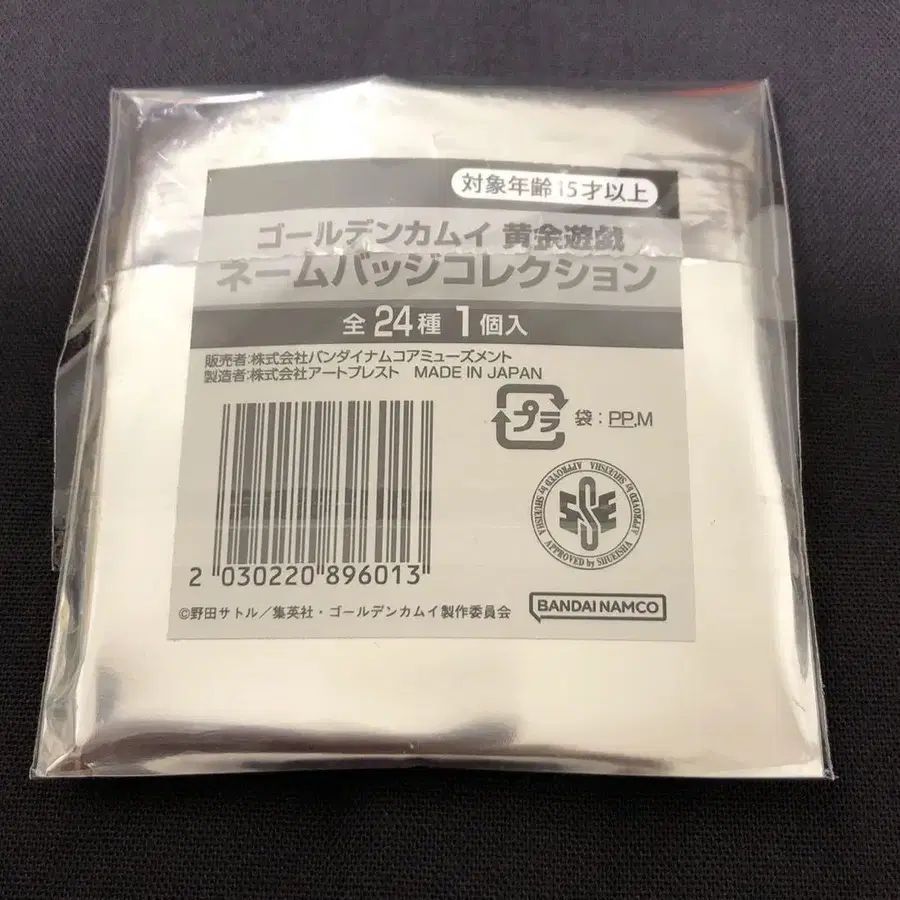 対象年齢15才以上
ゴールデンカムイ 黄金遊戯
ネームバッジコレクション
全24種 1個入
販売者:株式会社バンダイナムコアミューズメント
製造者:株式会社アートプレスト MADE IN JAPAN
プラ 袋:PP,M
APPROVED by SHUEISHA APPROVED by SHUEISHA
2 030220 896013
©野田サトル/集英社・ゴールデンカムイ製作委員会
BANDAI NAMCO